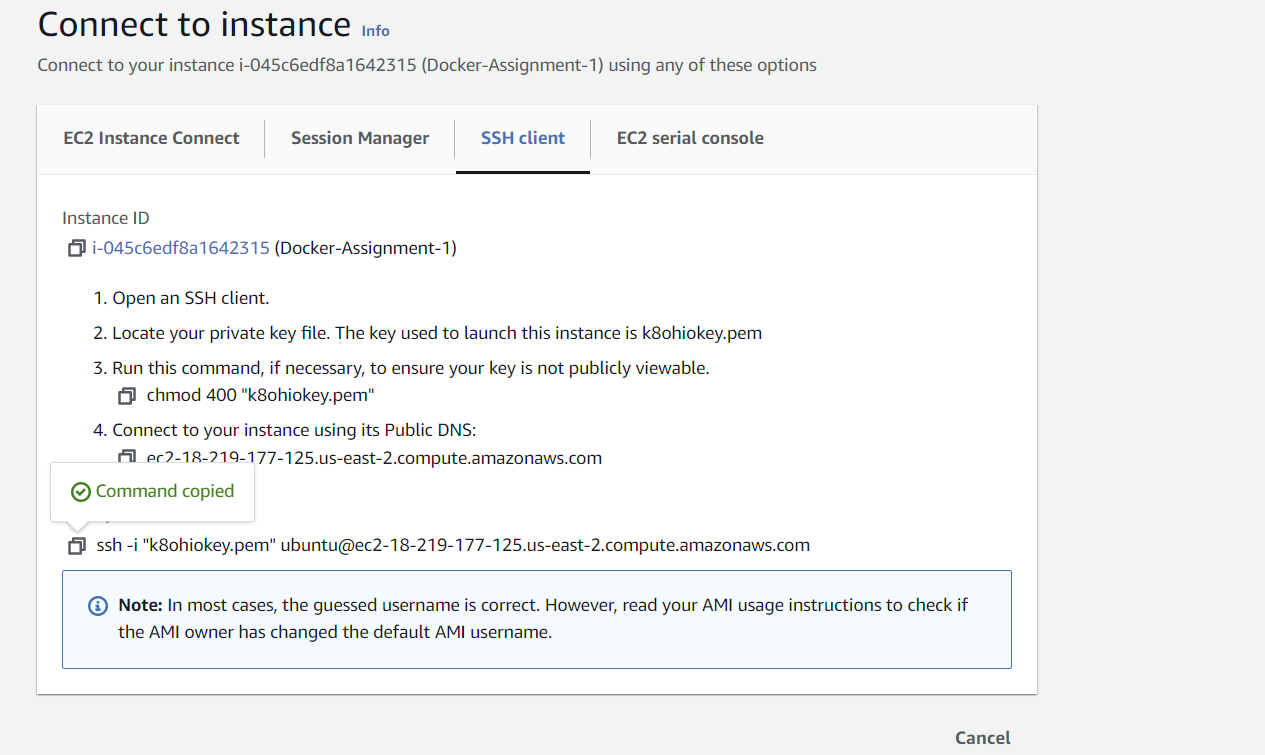 Connect to instance Info
Connect to your instance i-045c6edf8a1642315 (Docker-Assignment-1) using any of these options
EC2 Instance Connect
Session Manager
SSH client
EC2 serial console
Instance ID
i-045c6edf8a1642315 (Docker-Assignment-1)
1. Open an SSH client.
2. Locate your private key file. The key used to launch this instance is k8ohiokey.pem
3. Run this command, if necessary, to ensure your key is not publicly viewable.
chmod 400 "k8ohiokey.pem"
4. Connect to your instance using its Public DNS:
ec2-18-219-177-125.us-east-2.compute.amazonaws.com
Command copied
ssh -i "k8ohiokey.pem" ubuntu@ec2-18-219-177-125.us-east-2.compute.amazonaws.com
Note: In most cases, the guessed username is correct. However, read your AMI usage instructions to check if
the AMI owner has changed the default AMI username.
Cancel